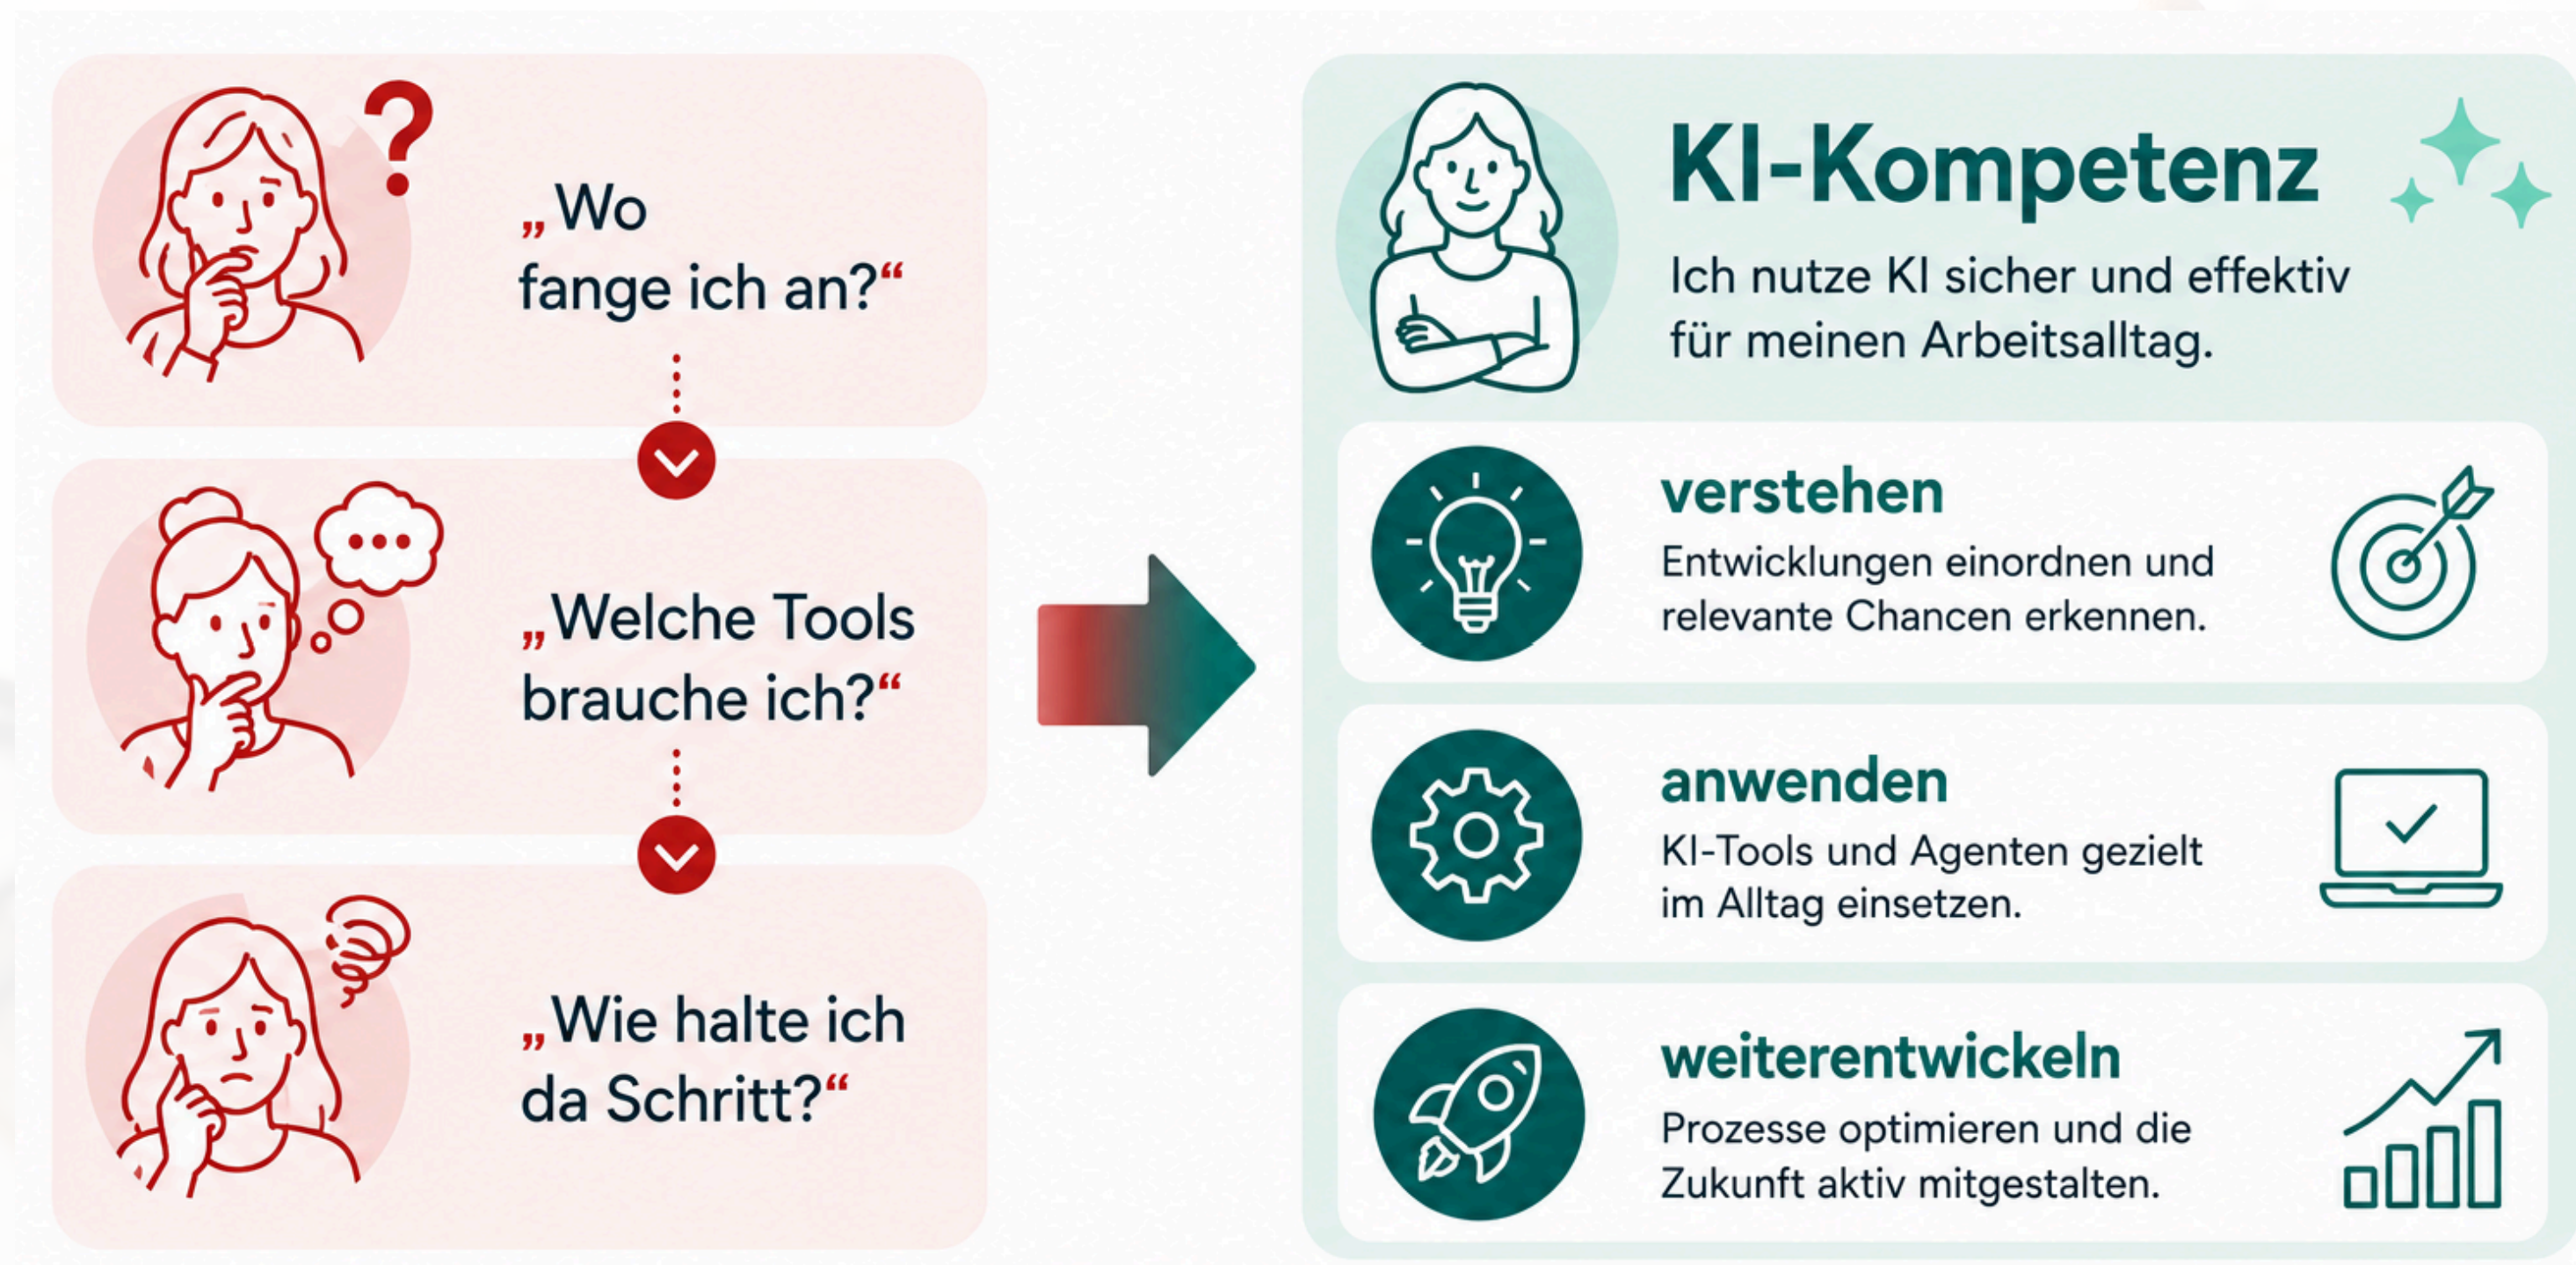 ?
„Wo
fange ich an?“
„Welche Tools
brauche ich?“
„Wie halte ich
da Schritt?“
KI-Kompetenz
Ich nutze KI sicher und effektiv
für meinen Arbeitsalltag.
verstehen
Entwicklungen einordnen und
relevante Chancen erkennen.
anwenden
KI-Tools und Agenten gezielt
im Alltag einsetzen.
weiterentwickeln
Prozesse optimieren und die
Zukunft aktiv mitgestalten.